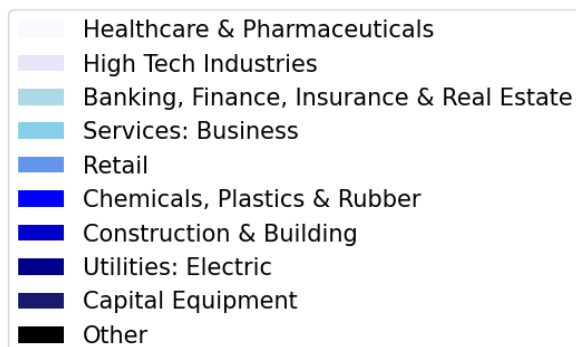 Healthcare & Pharmaceuticals
High Tech Industries
Banking, Finance, Insurance & Real Estate
Services: Business
Retail
Chemicals, Plastics & Rubber
Construction & Building
Utilities: Electric
Capital Equipment
Other